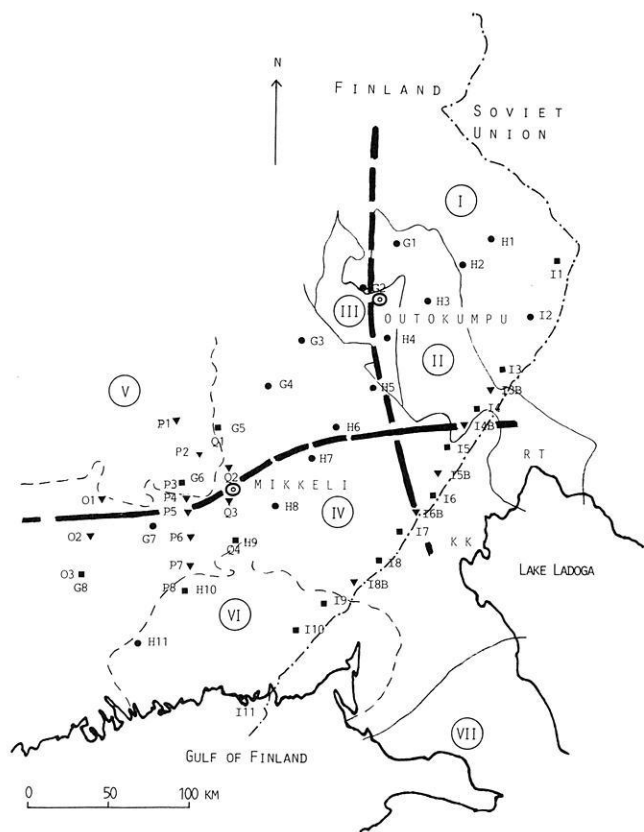 N
FINLAND
SOVIET
UNION
I
G1
H1
H2
I1
G2
III
H3
OUTOKUMPU
I2
G3
H4
II
V
I3
G4
H5
I3B
I4
P1
G5
Q1
H6
I4B
P2
I5
RT
Q2
H7
P3
G6
MIKKELI
I5B
O1
P4
Q3
IV
I6
P5
H8
I6B
G7
O2
P6
Q4
H9
I7
KK
O3
G8
P7
I8
LAKE LADOGA
P8
H10
I8B
VI
I9
H11
I10
I11
VII
GULF OF FINLAND
0 50 100 KM